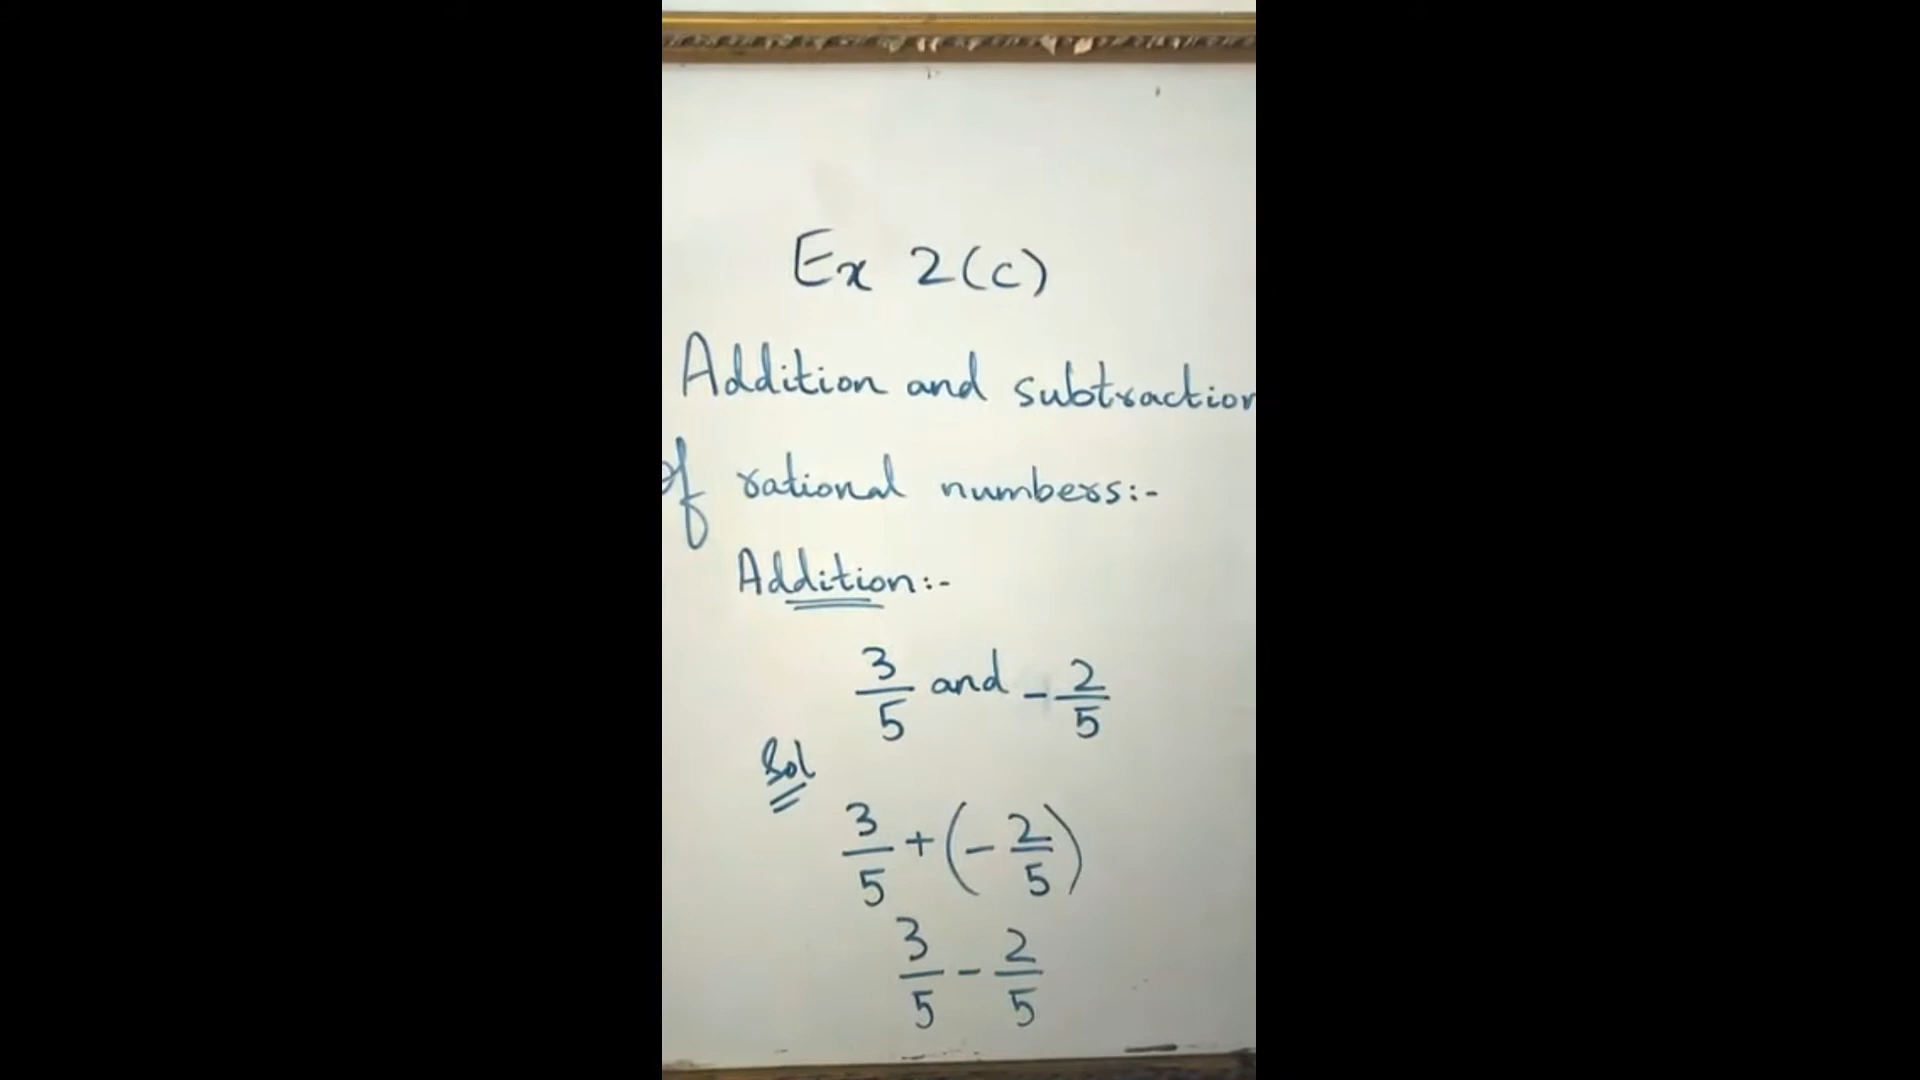 Ex 2(c)
Addition and subtraction
of rational numbers:-
Addition:-
3/5 and -2/5
Sol
3/5 + (-2/5)
3/5 - 2/5